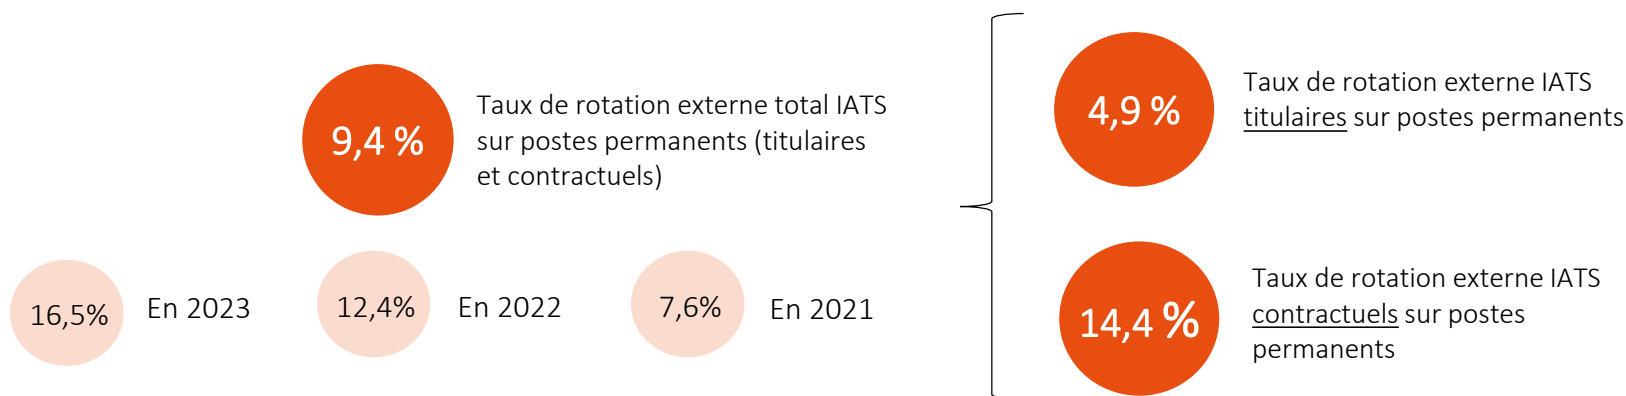 9,4 %
Taux de rotation externe total IATS
sur postes permanents (titulaires
et contractuels)
16,5%
En 2023
12,4%
En 2022
7,6%
En 2021
4,9 %
Taux de rotation externe IATS
titulaires sur postes permanents
14,4 %
Taux de rotation externe IATS
contractuels sur postes
permanents